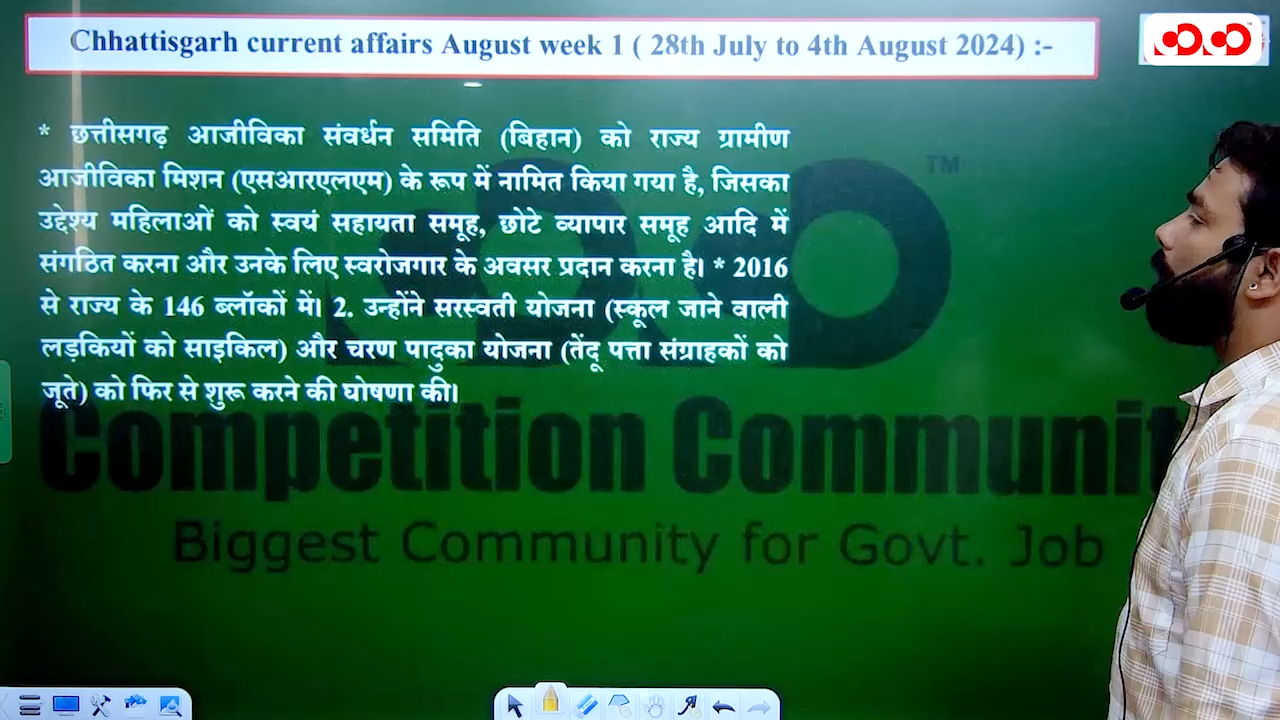 Chhattisgarh current affairs August week 1 ( 28th July to 4th August 2024) :-
* छत्तीसगढ़ आजीविका संवर्धन समिति (बिहान) को राज्य ग्रामीण
आजीविका मिशन (एसआरएलएम) के रूप में नामित किया गया है, जिसका
उद्देश्य महिलाओं को स्वयं सहायता समूह, छोटे व्यापार समूह आदि में
संगठित करना और उनके लिए स्वरोजगार के अवसर प्रदान करना है। * 2016
से राज्य के 146 ब्लॉकों में। 2. उन्होंने सरस्वती योजना (स्कूल जाने वाली
लड़कियों को साइकिल) और चरण पादुका योजना (तेंदू पत्ता संग्राहकों को
जूते) को फिर से शुरू करने की घोषणा की।
TM
Competition Communit
Biggest Community for Govt. Job